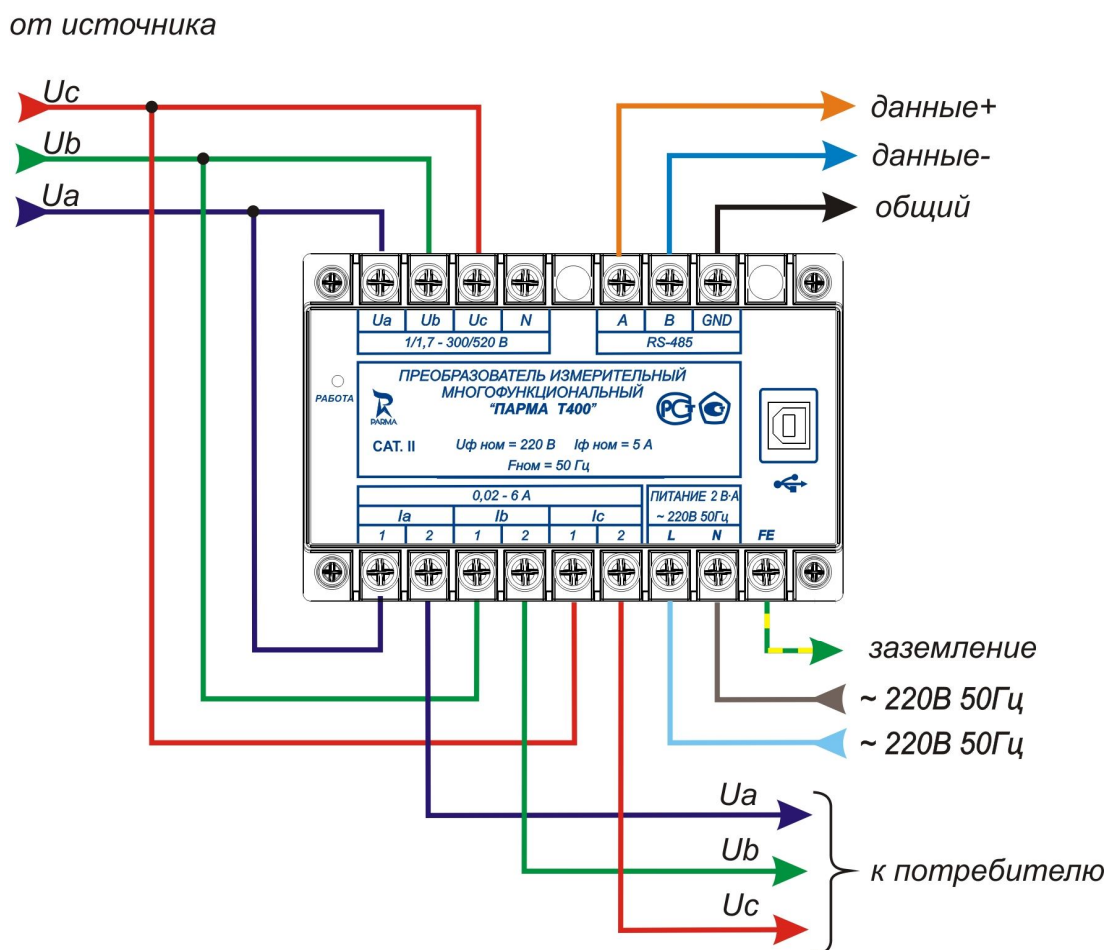 от источника
Uc
Ub
Ua
данные+
данные-
общий
Ua Ub Uc N A B GND
1/1,7 - 300/520 В RS-485
ПРЕОБРАЗОВАТЕЛЬ ИЗМЕРИТЕЛЬНЫЙ
МНОГОФУНКЦИОНАЛЬНЫЙ
"ПАРМА Т400"
РАБОТА
PARMA
РСТ
CAT. II Uф ном = 220 В Iф ном = 5 А
Fном = 50 Гц
0,02 - 6 А ПИТАНИЕ 2 В·А
Ia Ib Ic ~ 220В 50Гц
1 2 1 2 1 2 L N FE
заземление
~ 220В 50Гц
~ 220В 50Гц
Ua
Ub
Uc
к потребителю